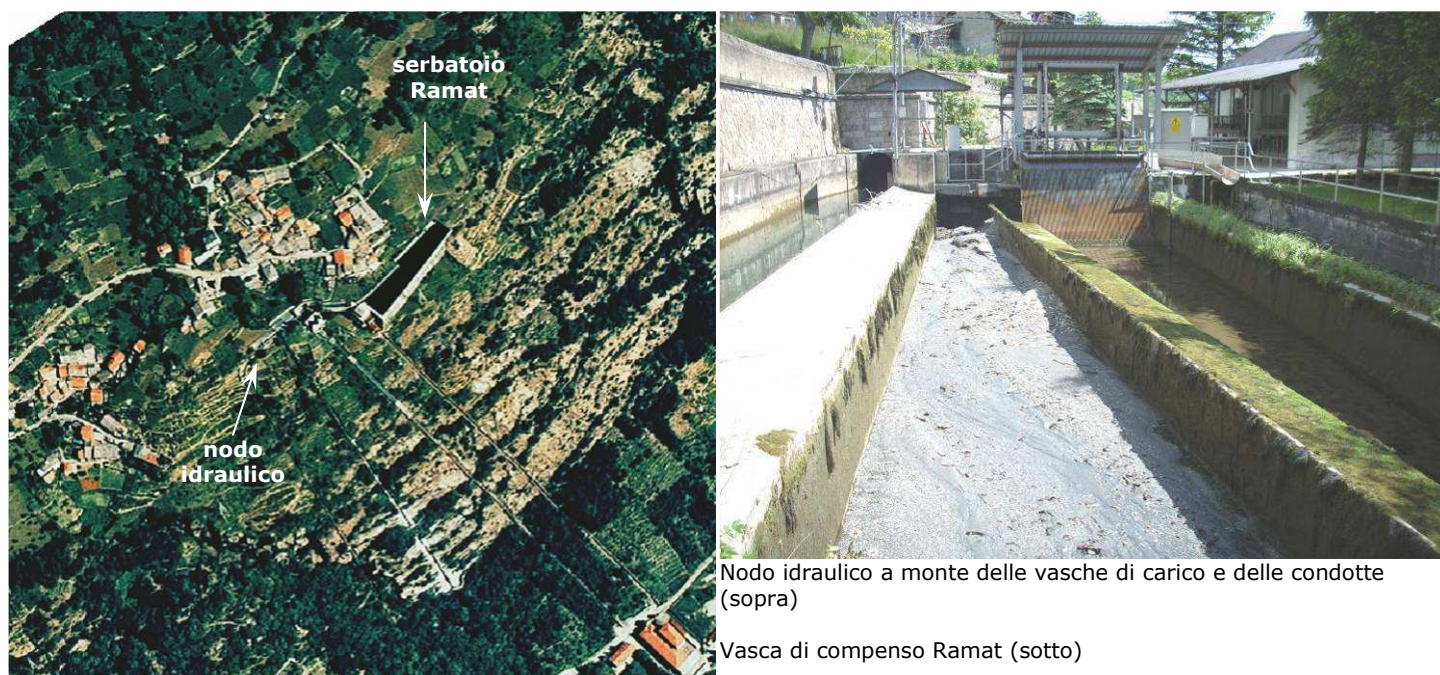 serbatoio
Ramat
nodo
idraulico
Nodo idraulico a monte delle vasche di carico e delle condotte
(sopra)
Vasca di compenso Ramat (sotto)